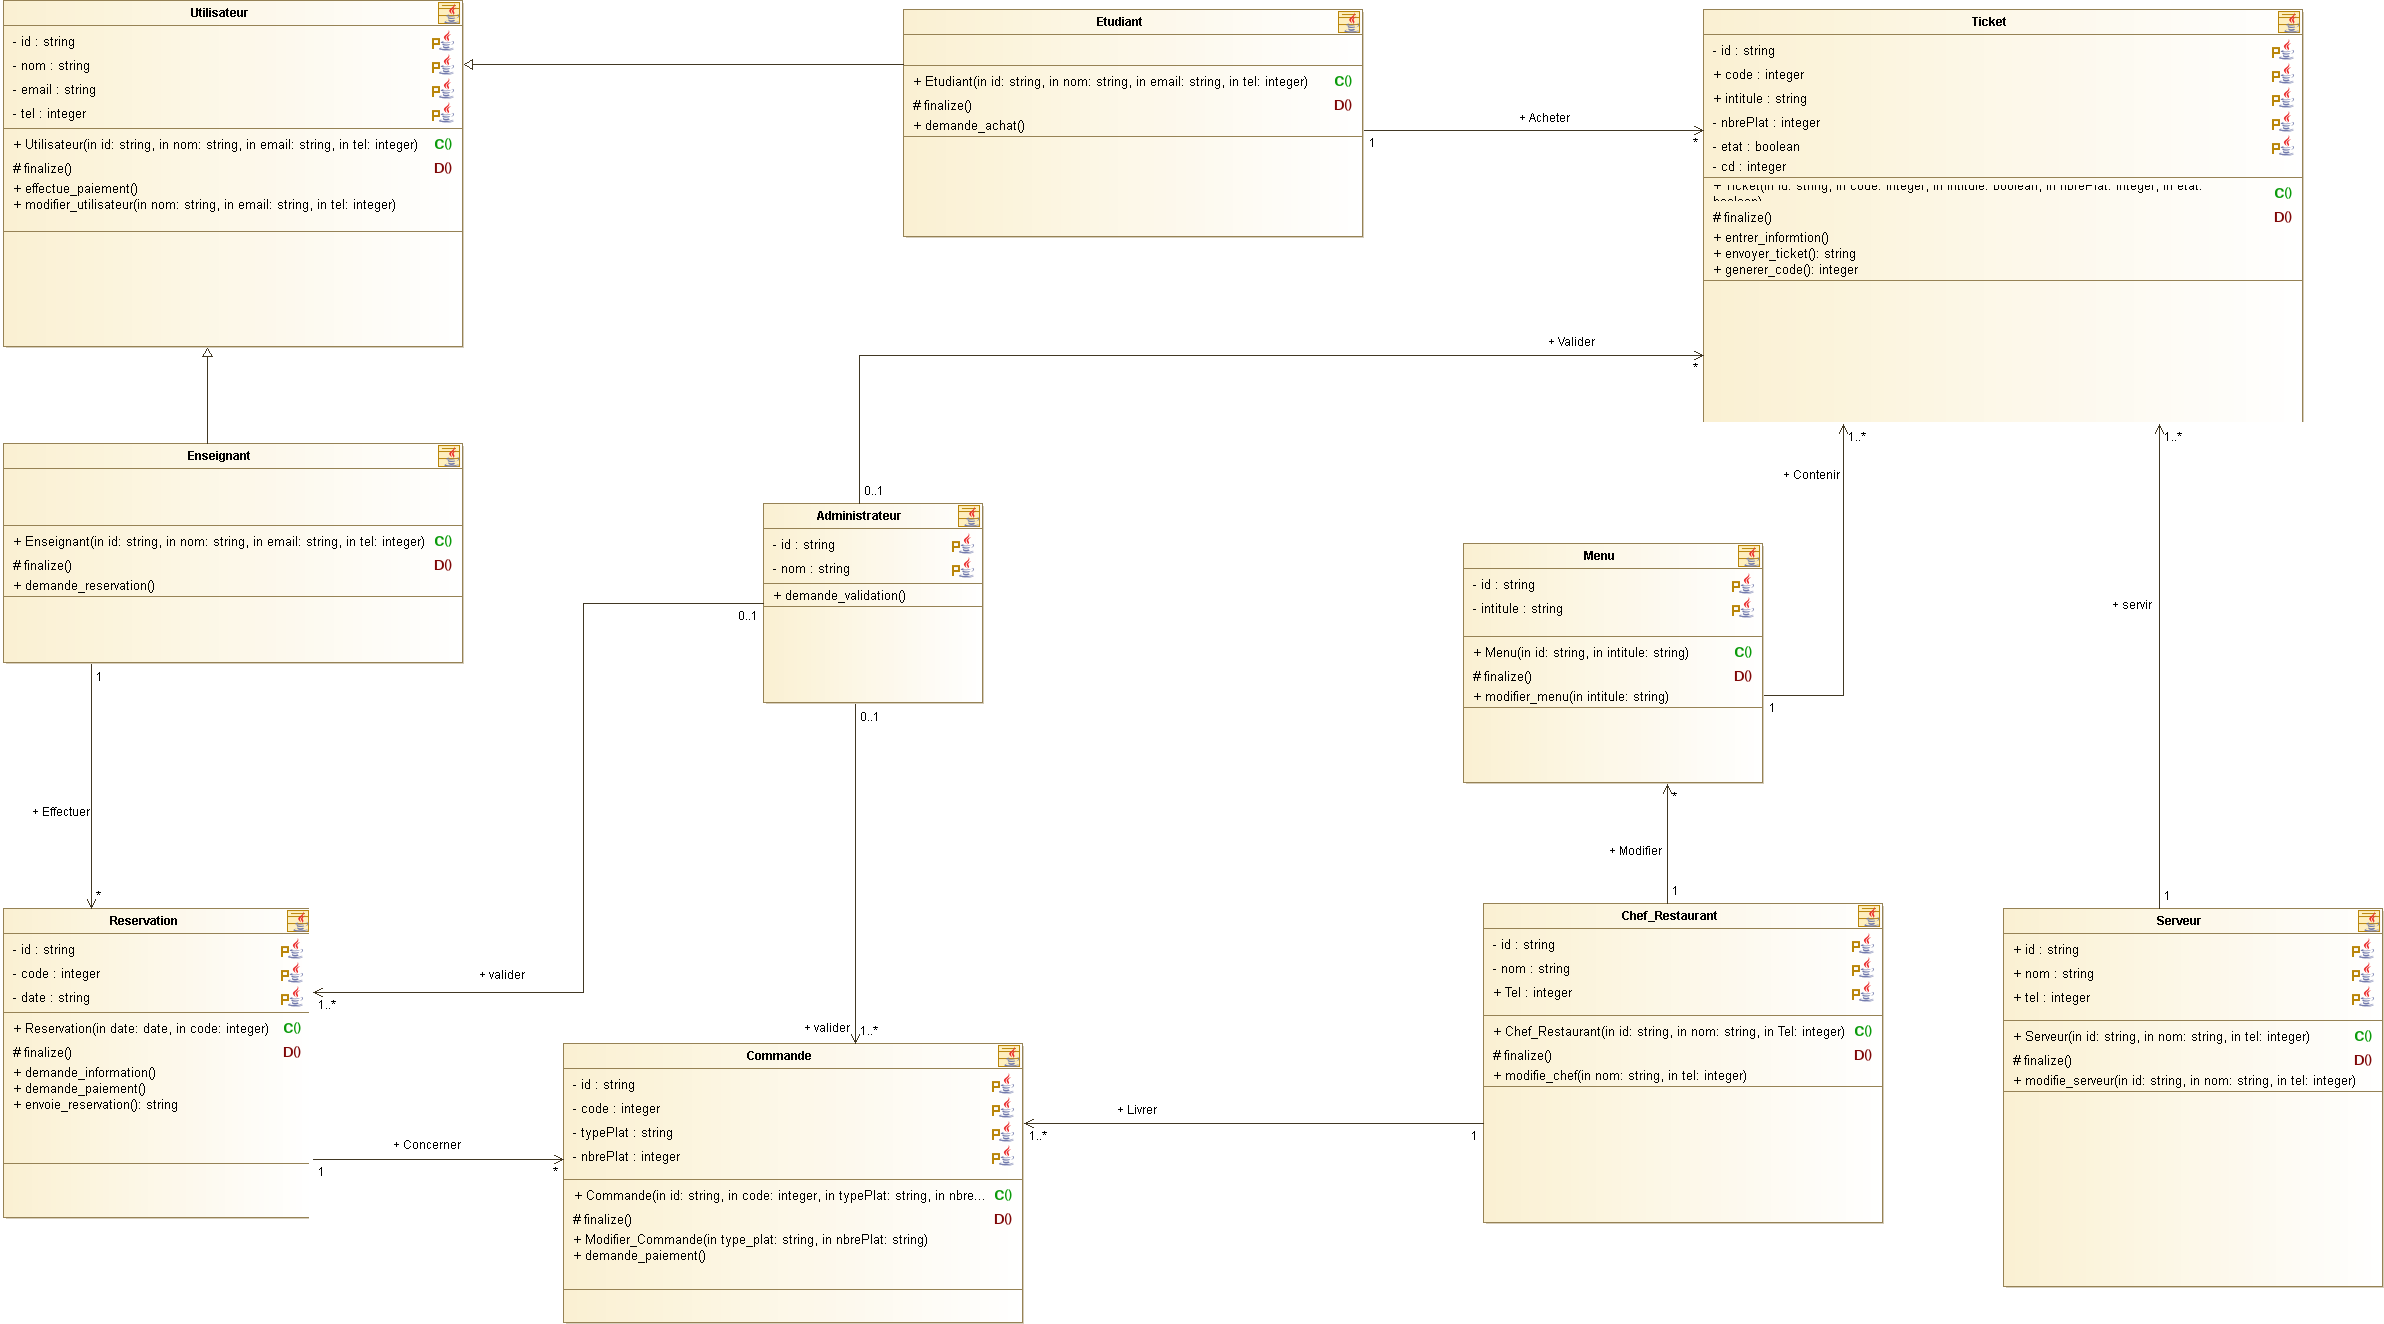 Utilisateur
- id : string
- nom : string
- email : string
- tel : integer
+ Utilisateur(in id: string, in nom: string, in email: string, in tel: integer) C()
# finalize() D()
+ effectue_paiement()
+ modifier_utilisateur(in nom: string, in email: string, in tel: integer)
Etudiant
+ Etudiant(in id: string, in nom: string, in email: string, in tel: integer) C()
# finalize() D()
+ demande_achat()
+ Acheter
1
*
Ticket
- id : string
+ code : integer
+ intitule : string
- nbrePlat : integer
- etat : boolean
- cd : integer
+ Ticket(in id: string, in code: integer, in intitule: boolean, in nbrePlat: integer, in etat: C()
boolean)
# finalize() D()
+ entrer_informtion()
+ envoyer_ticket(): string
+ generer_code(): integer
+ Valider
*
0..1
Enseignant
+ Enseignant(in id: string, in nom: string, in email: string, in tel: integer) C()
# finalize() D()
+ demande_reservation()
1
+ Effectuer
*
Administrateur
- id : string
- nom : string
+ demande_validation()
0..1
0..1
1..*
+ Contenir
1..*
+ servir
1
Menu
- id : string
- intitule : string
+ Menu(in id: string, in intitule: string) C()
# finalize() D()
+ modifier_menu(in intitule: string)
1
*
+ Modifier
1
Reservation
- id : string
- code : integer
- date : string
+ Reservation(in date: date, in code: integer) C()
# finalize() D()
+ demande_information()
+ demande_paiement()
+ envoie_reservation(): string
+ valider
1..*
+ valider
1..*
+ Concerner
1
*
Commande
- id : string
- code : integer
- typePlat : string
- nbrePlat : integer
+ Commande(in id: string, in code: integer, in typePlat: string, in nbre... C()
# finalize() D()
+ Modifier_Commande(in type_plat: string, in nbrePlat: string)
+ demande_paiement()
+ Livrer
1..*
1
Chef_Restaurant
- id : string
- nom : string
+ Tel : integer
+ Chef_Restaurant(in id: string, in nom: string, in Tel: integer) C()
# finalize() D()
+ modifie_chef(in nom: string, in tel: integer)
Serveur
+ id : string
+ nom : string
+ tel : integer
+ Serveur(in id: string, in nom: string, in tel: integer) C()
# finalize() D()
+ modifie_serveur(in id: string, in nom: string, in tel: integer)